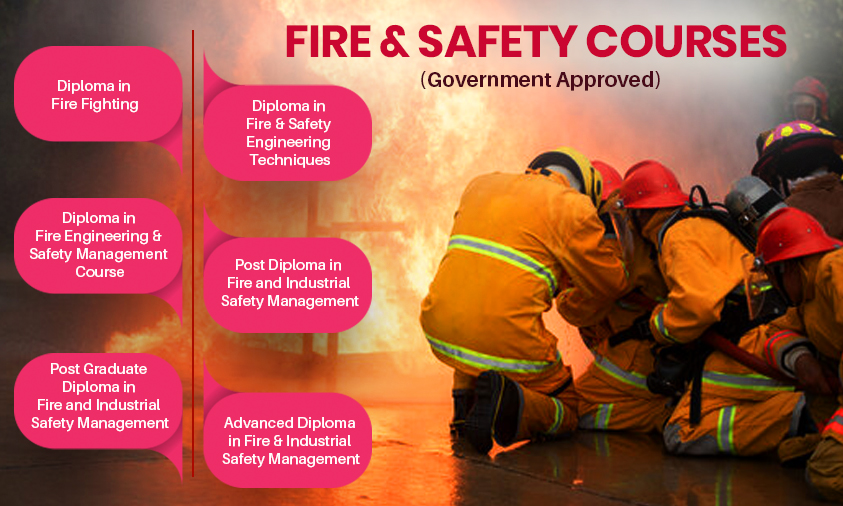 FIRE & SAFETY COURSES
(Government Approved)
Diploma in
Fire Fighting
Diploma in
Fire & Safety
Engineering
Techniques
Diploma in
Fire Engineering &
Safety Management
Course
Post Diploma in
Fire and Industrial
Safety Management
Post Graduate
Diploma in
Fire and Industrial
Safety Management
Advanced Diploma
in Fire & Industrial
Safety Management